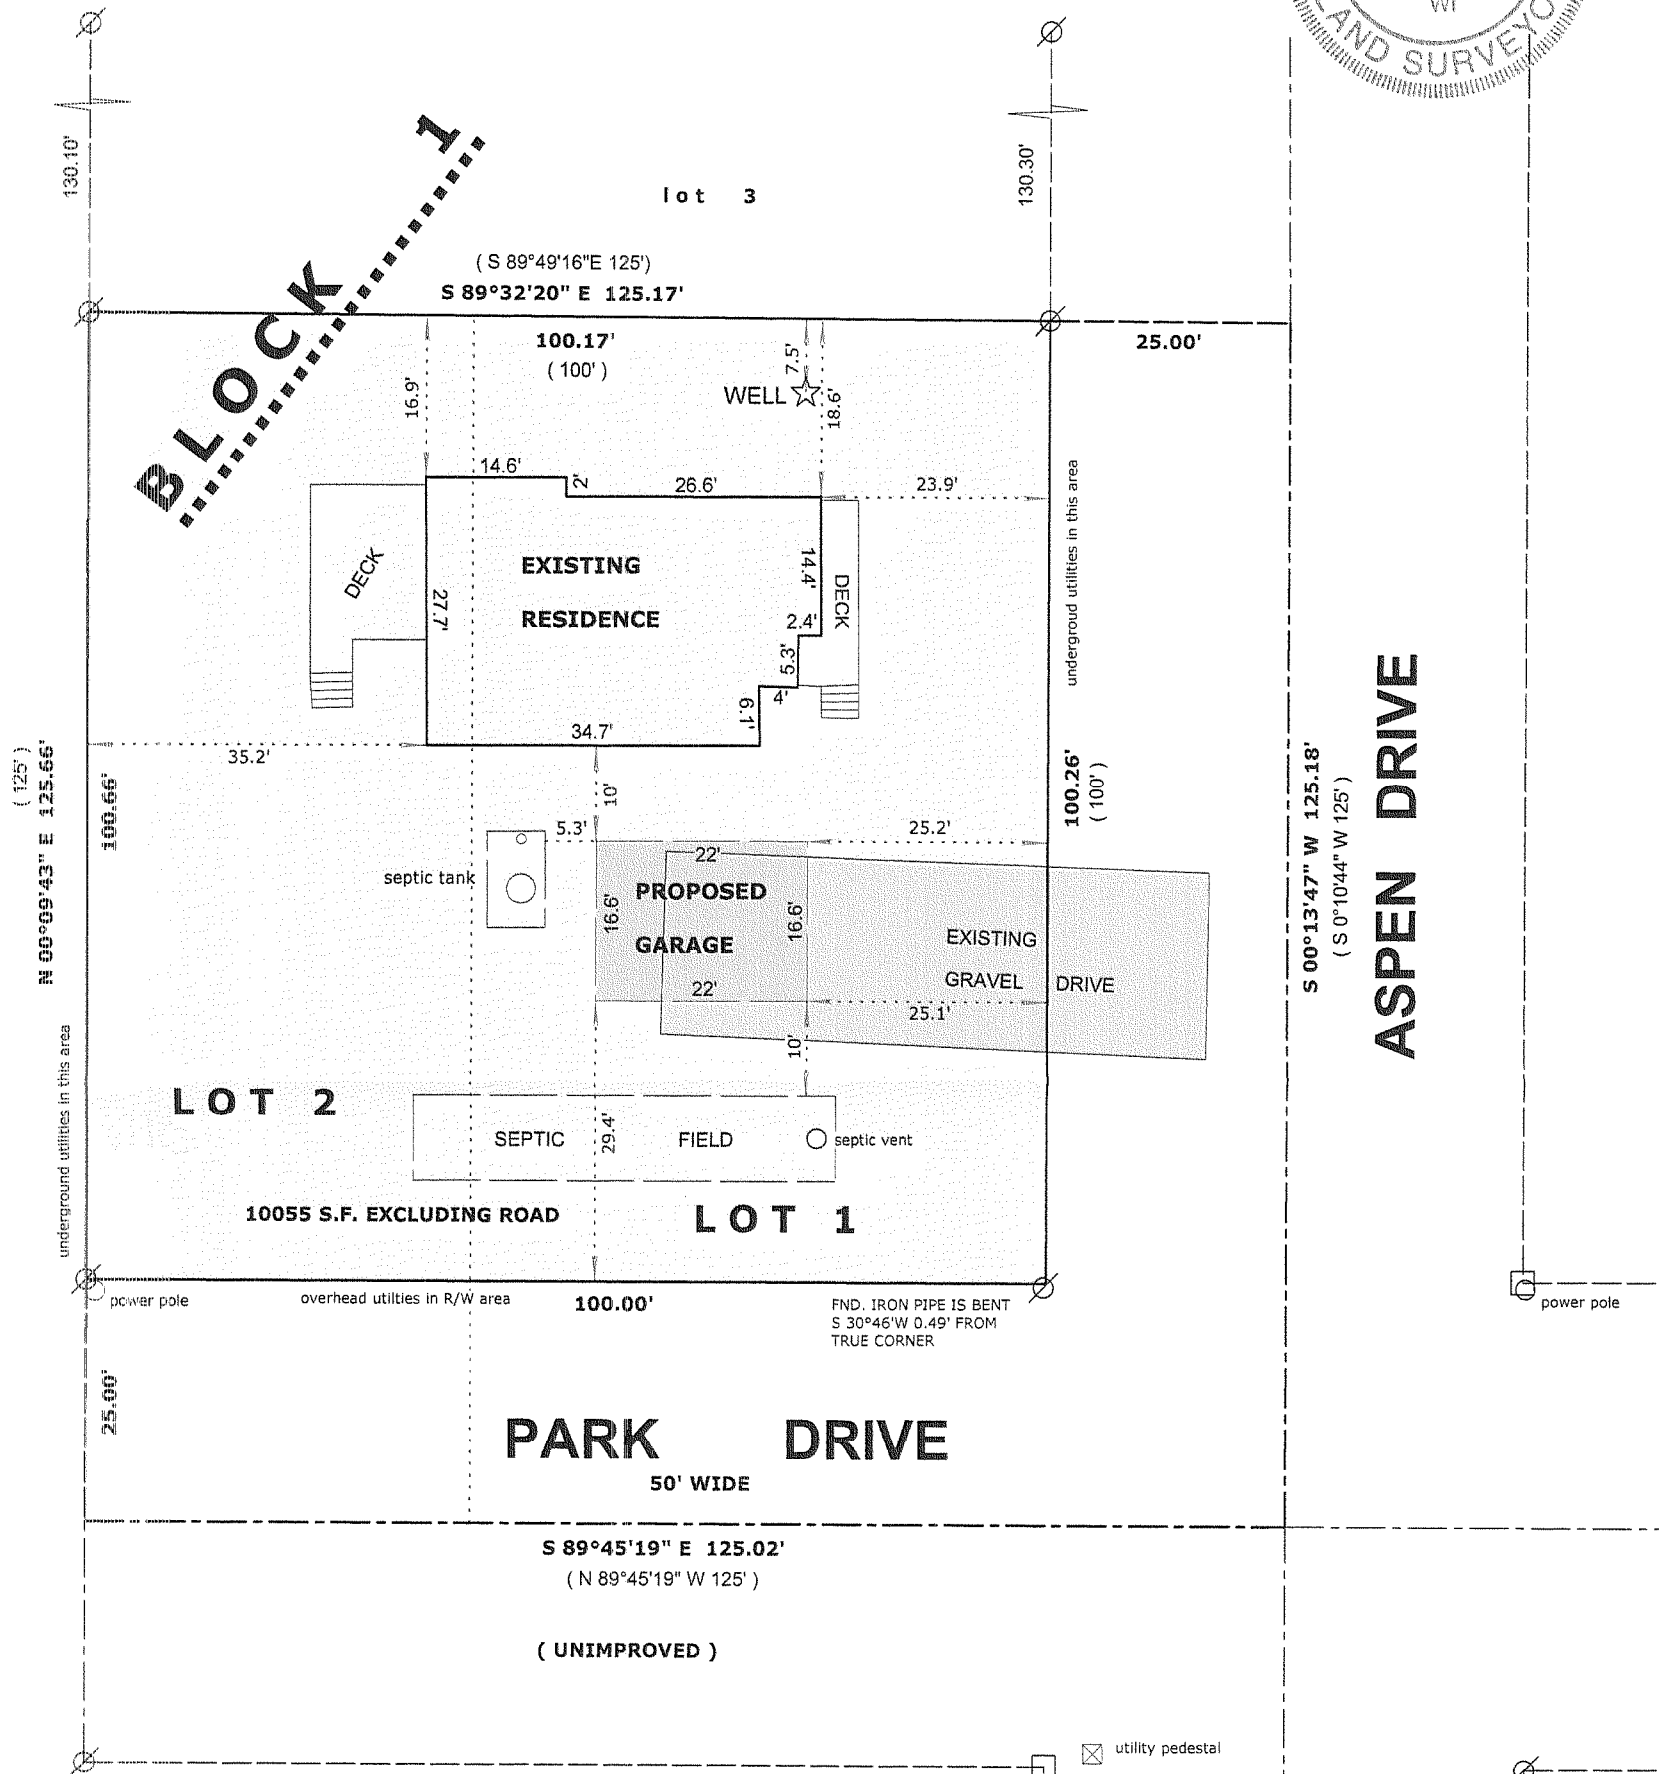 WI
LAND SURVEYO
130.10'
BLOCK 1
lot 3
130.30'
( S 89°49'16"E 125')
S 89°32'20" E 125.17'
100.17'
( 100' )
25.00'
16.9'
7.5'
WELL
18.6'
14.6'
2'
26.6'
23.9'
undergroud utilities in this area
DECK
EXISTING
RESIDENCE
27.7'
14.4'
DECK
2.4'
5.3'
4'
6.1'
34.7'
35.2'
( 125' )
N 00°09'43" E 125.66'
100.66'
10'
100.26'
( 100' )
S 00°13'47" W 125.18'
( S 0°10'44" W 125' )
ASPEN DRIVE
5.3'
25.2'
septic tank
22'
PROPOSED
GARAGE
16.6'
16.6'
22'
EXISTING
GRAVEL DRIVE
25.1'
10'
underground utilities in this area
LOT 2
SEPTIC FIELD
29.4'
septic vent
10055 S.F. EXCLUDING ROAD
LOT 1
power pole
overhead utilties in R/W area
100.00'
FND. IRON PIPE IS BENT
S 30°46'W 0.49' FROM
TRUE CORNER
power pole
25.00'
PARK DRIVE
50' WIDE
S 89°45'19" E 125.02'
( N 89°45'19" W 125' )
( UNIMPROVED )
utility pedestal